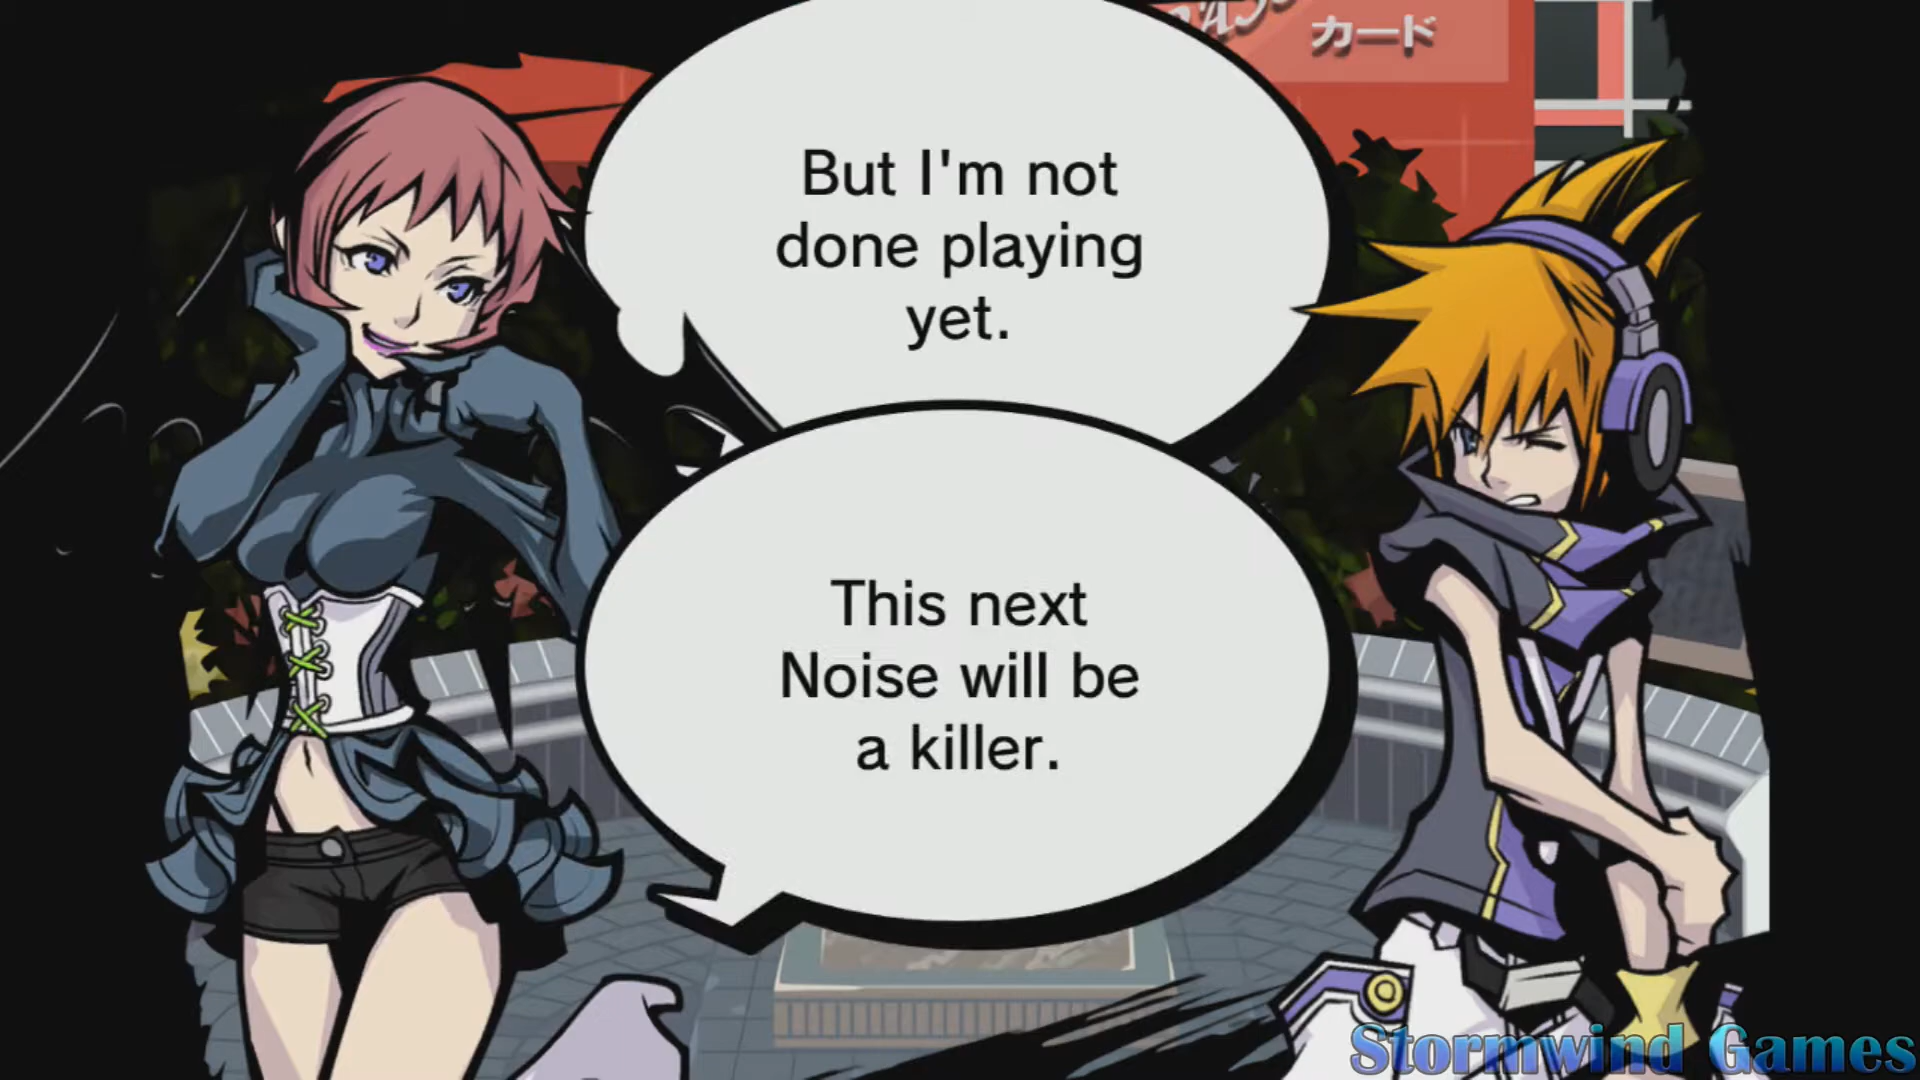 カード
But I'm not
done playing
yet.
This next
Noise will be
a killer.
Stormwind Games